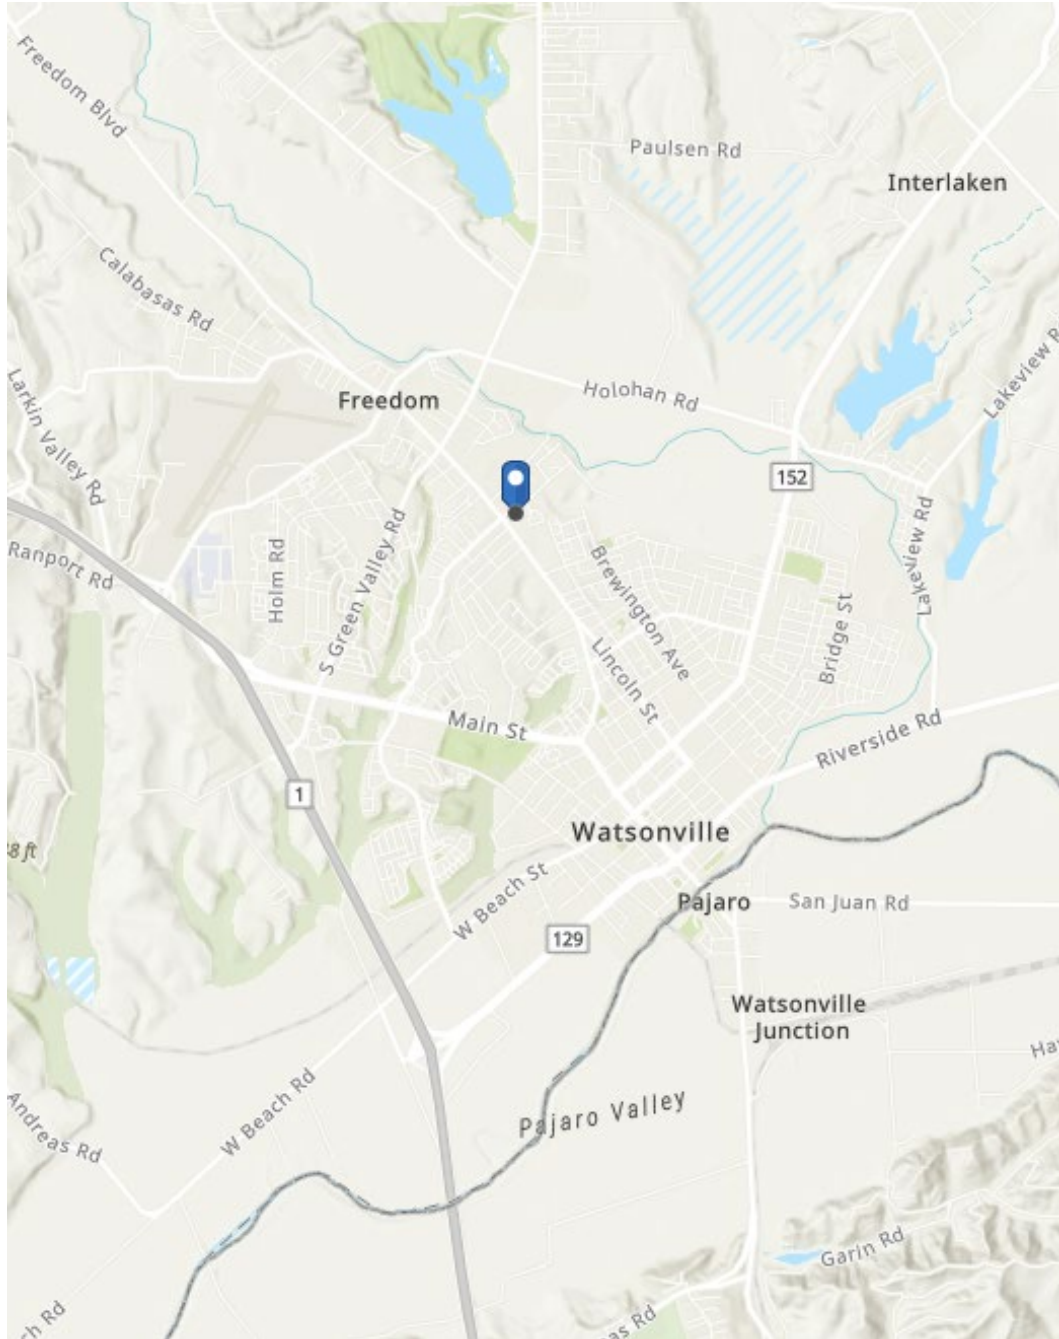 Freedom Blvd
Paulsen Rd
Interlaken
Calabasas Rd
Lakeview R
Larkin Valley Rd
Freedom
Holohan Rd
152
Ranport Rd
Holm Rd
S Green Valley Rd
Brewington Ave
Lakeview Rd
Bridge St
Lincoln St
Main St
Riverside Rd
1
Watsonville
8 ft
W Beach St
Pajaro
San Juan Rd
129
Watsonville
Junction
Ha
Pajaro Valley
W Beach Rd
Andreas Rd
Garin Rd
ch Rd
as Rd